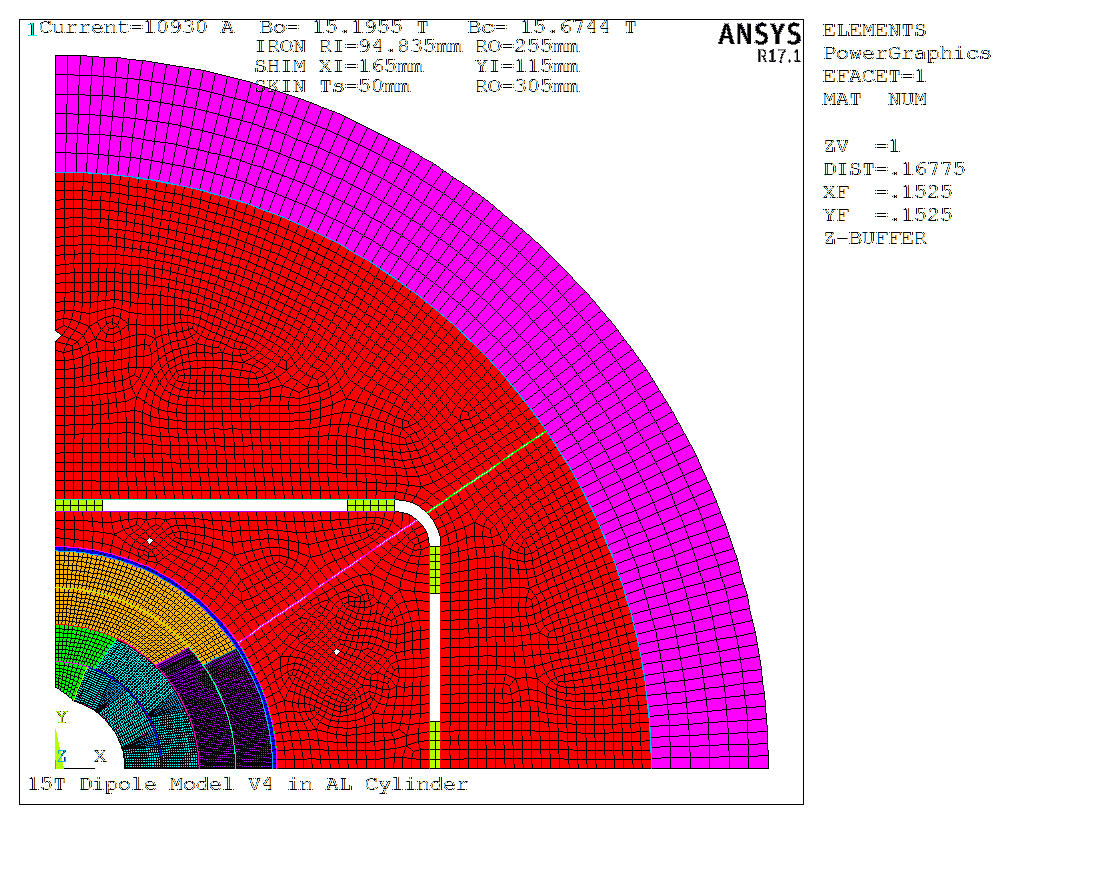 1 Current=10930 A Bo= 15.1955 T Bc= 15.6744 T
IRON RI=94.835mm RO=255mm
SHIM XI=165mm YI=115mm
SKIN Ts=50mm RO=305mm
ANSYS
R17.1
ELEMENTS
PowerGraphics
EFACET=1
MAT NUM
ZV =1
DIST=.16775
XF =.1525
YF =.1525
Z-BUFFER
Y
Z X
15T Dipole Model V4 in AL Cylinder